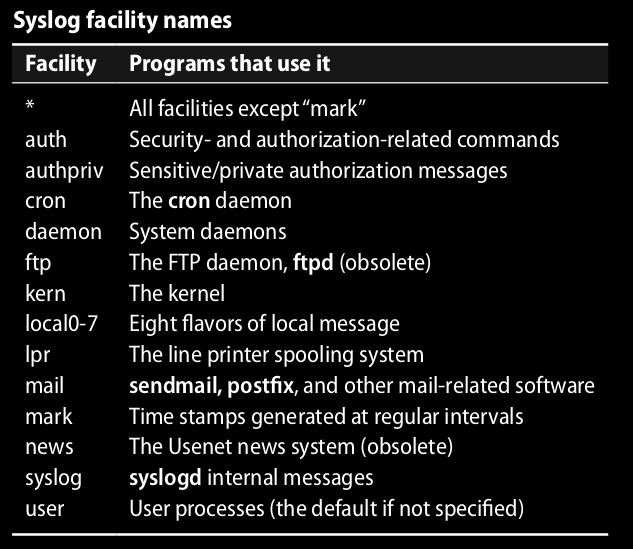 Syslog facility names
Facility Programs that use it
* All facilities except “mark”
auth Security- and authorization-related commands
authpriv Sensitive/private authorization messages
cron The cron daemon
daemon System daemons
ftp The FTP daemon, ftpd (obsolete)
kern The kernel
local0-7 Eight flavors of local message
lpr The line printer spooling system
mail sendmail, postfix, and other mail-related software
mark Time stamps generated at regular intervals
news The Usenet news system (obsolete)
syslog syslogd internal messages
user User processes (the default if not specified)